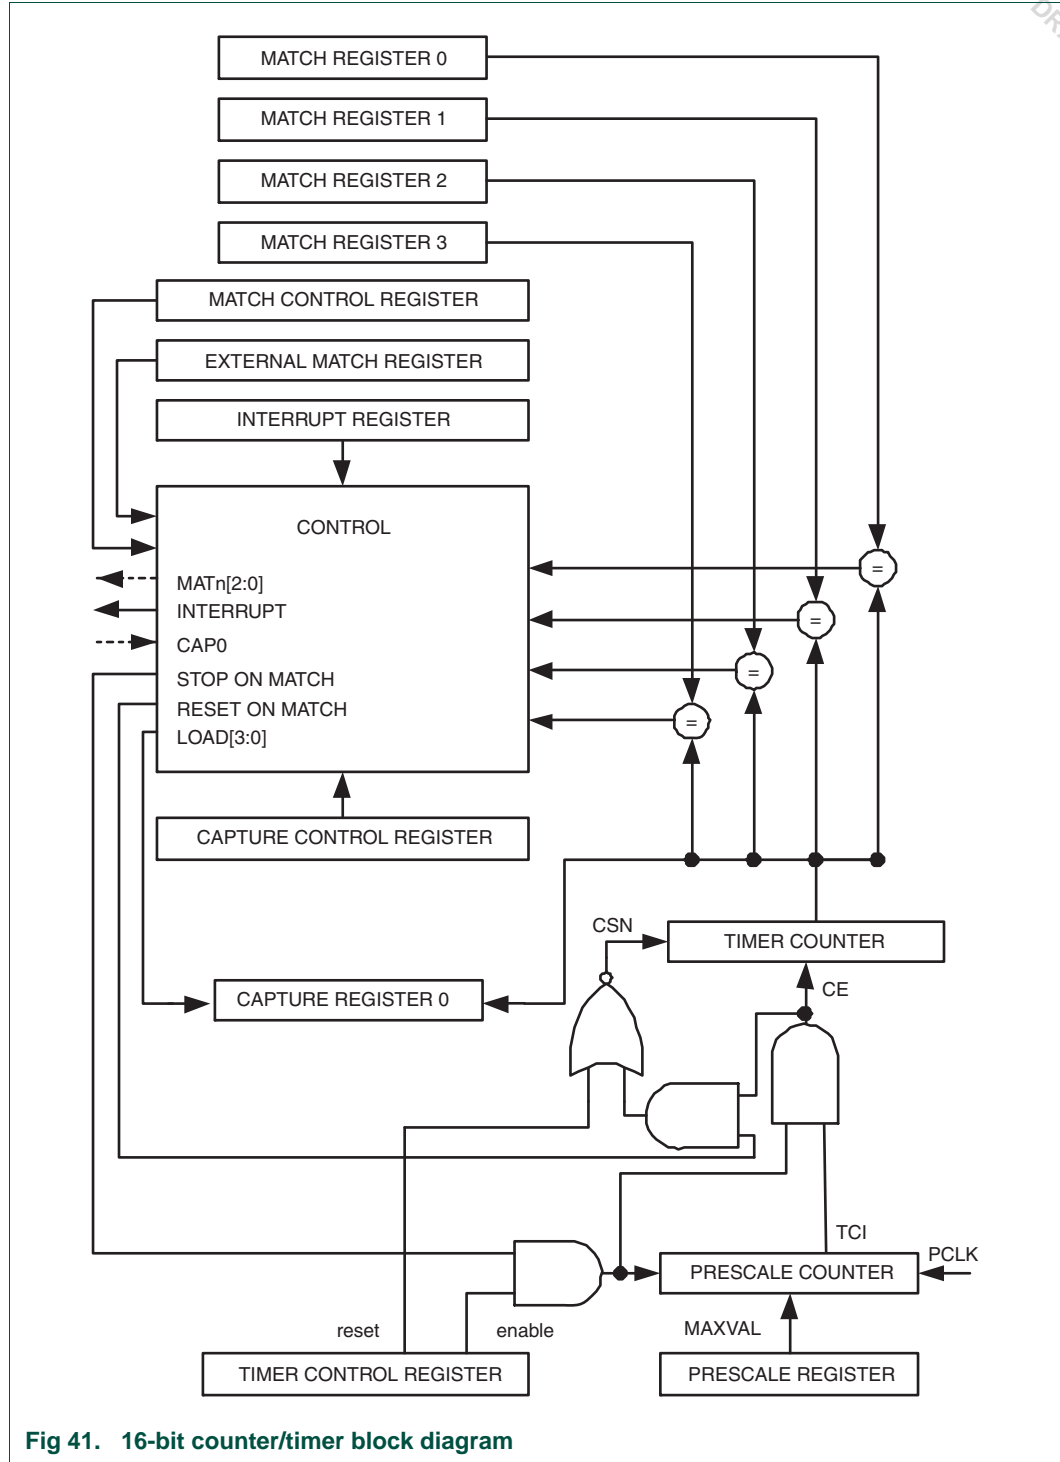 MATCH REGISTER 0
MATCH REGISTER 1
MATCH REGISTER 2
MATCH REGISTER 3
MATCH CONTROL REGISTER
EXTERNAL MATCH REGISTER
INTERRUPT REGISTER
CONTROL
=
MATn[2:0]
INTERRUPT
=
CAP0
STOP ON MATCH
=
RESET ON MATCH
=
LOAD[3:0]
CAPTURE CONTROL REGISTER
CSN
TIMER COUNTER
CE
CAPTURE REGISTER 0
TCI
PCLK
PRESCALE COUNTER
reset
enable
MAXVAL
TIMER CONTROL REGISTER
PRESCALE REGISTER
Fig 41. 16-bit counter/timer block diagram